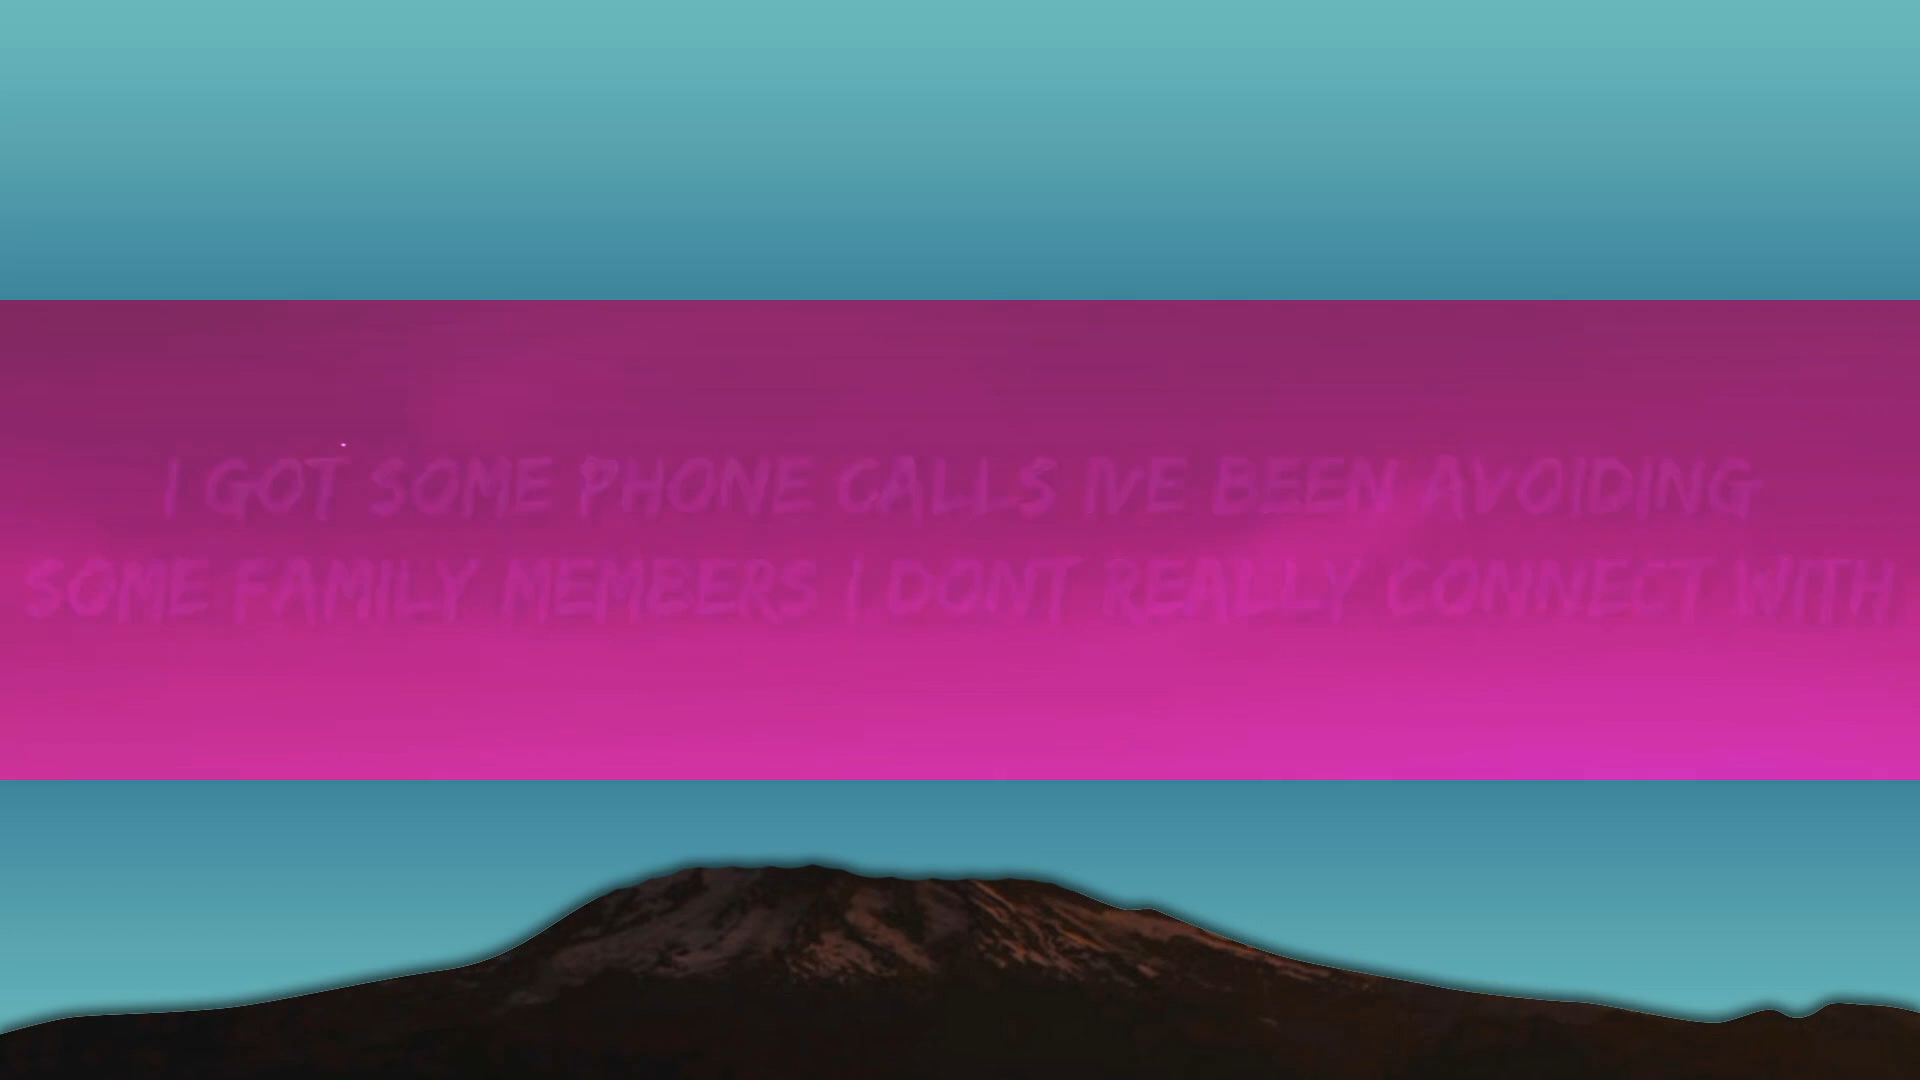 I GOT SOME PHONE CALLS IVE BEEN AVOIDING
SOME FAMILY MEMBERS I DONT REALLY CONNECT WITH